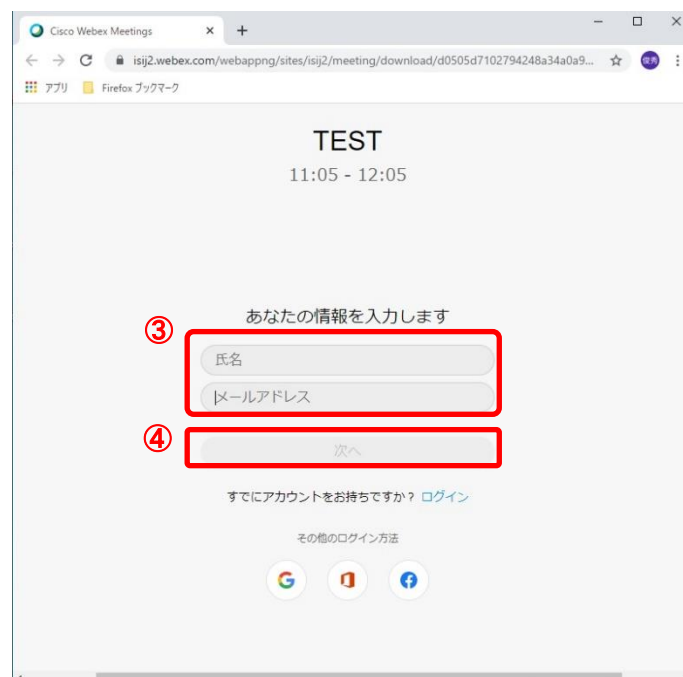 Cisco Webex Meetings
isij2.webex.com/webappng/sites/isij2/meeting/download/d0505d7102794248a34a0a9...
俊秀
アプリ Firefox ブックマーク
TEST
11:05 - 12:05
あなたの情報を入力します
③
氏名
メールアドレス
④
次へ
すでにアカウントをお持ちですか？ ログイン
その他のログイン方法